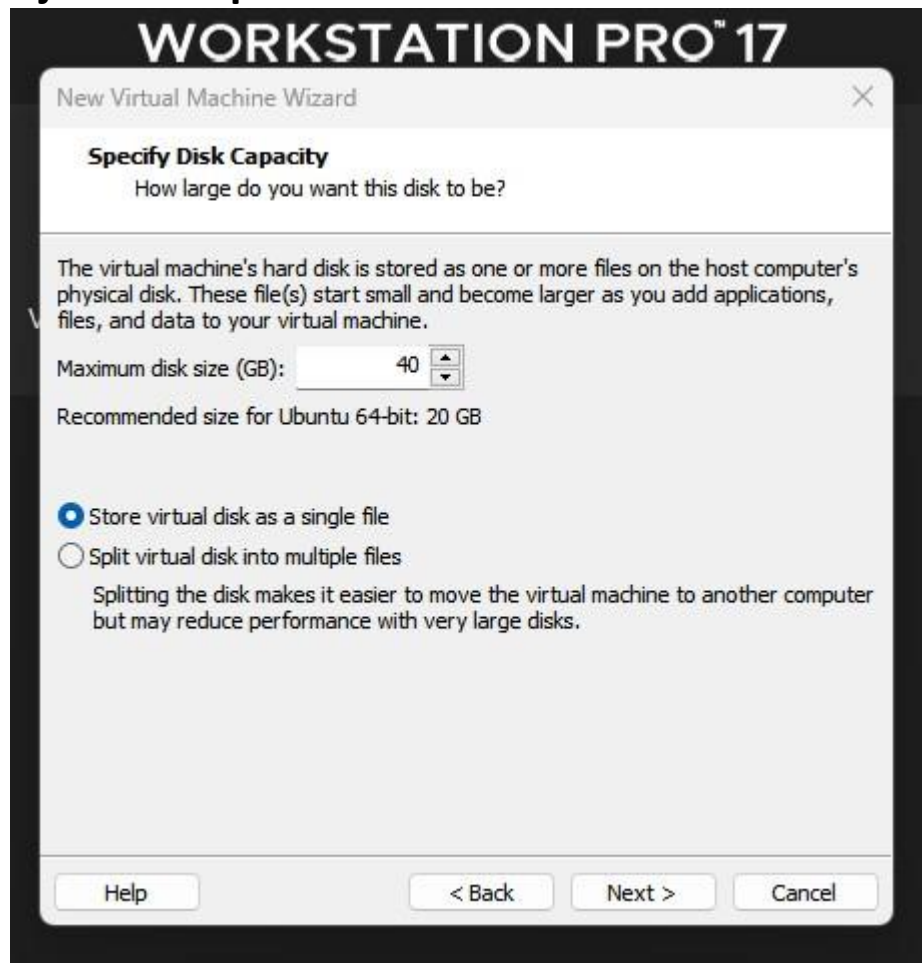 WORKSTATION PRO™ 17
New Virtual Machine Wizard
Specify Disk Capacity
How large do you want this disk to be?
The virtual machine's hard disk is stored as one or more files on the host computer's
physical disk. These file(s) start small and become larger as you add applications,
files, and data to your virtual machine.
Maximum disk size (GB): 40
Recommended size for Ubuntu 64-bit: 20 GB
Store virtual disk as a single file
Split virtual disk into multiple files
Splitting the disk makes it easier to move the virtual machine to another computer
but may reduce performance with very large disks.
Help < Back Next > Cancel